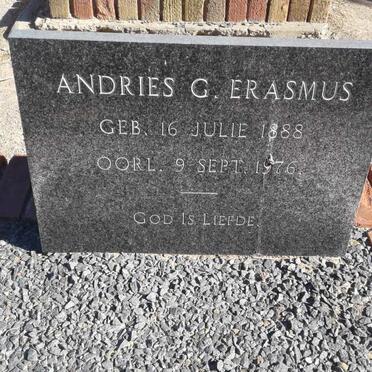 ANDRIES G. ERASMUS
GEB. 16 JULIE 1888
OORL. 9 SEPT. 1976.
GOD IS LIEFDE.